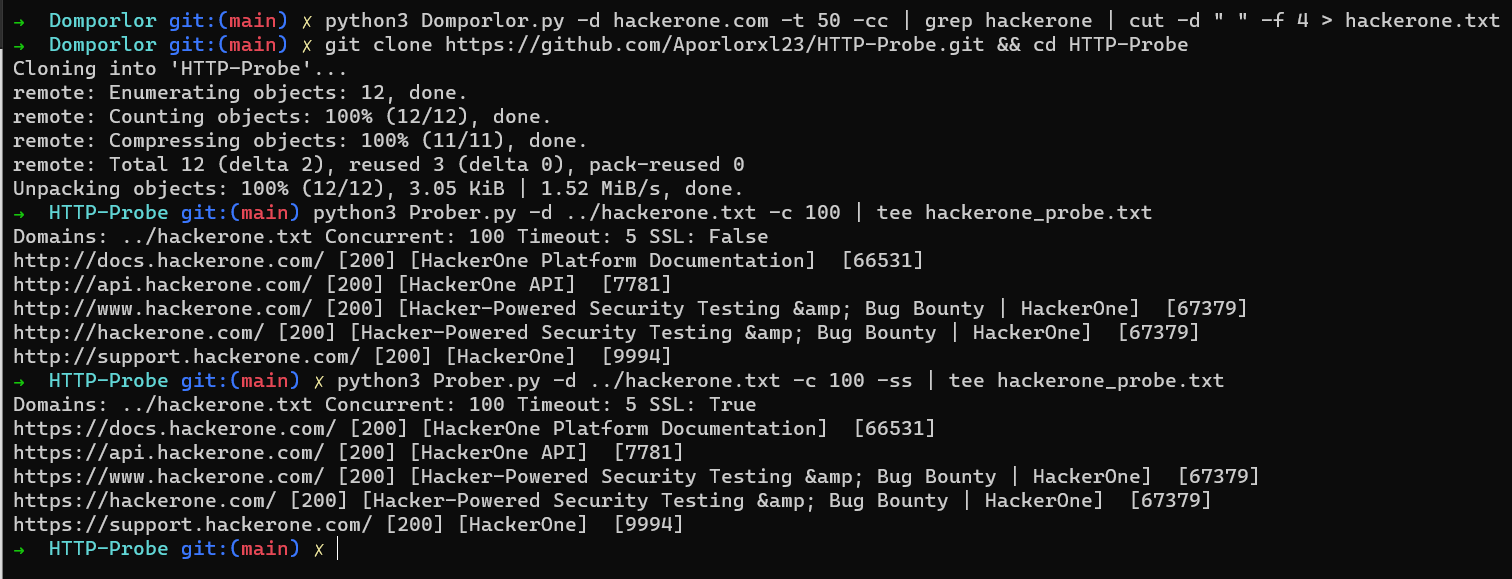 → Domporlor git:(main) ✗ python3 Domporlor.py -d hackerone.com -t 50 -cc | grep hackerone | cut -d " " -f 4 > hackerone.txt
→ Domporlor git:(main) ✗ git clone https://github.com/Aporlorxl23/HTTP-Probe.git && cd HTTP-Probe
Cloning into 'HTTP-Probe'...
remote: Enumerating objects: 12, done.
remote: Counting objects: 100% (12/12), done.
remote: Compressing objects: 100% (11/11), done.
remote: Total 12 (delta 2), reused 3 (delta 0), pack-reused 0
Unpacking objects: 100% (12/12), 3.05 KiB | 1.52 MiB/s, done.
→ HTTP-Probe git:(main) python3 Prober.py -d ../hackerone.txt -c 100 | tee hackerone_probe.txt
Domains: ../hackerone.txt Concurrent: 100 Timeout: 5 SSL: False
http://docs.hackerone.com/ [200] [HackerOne Platform Documentation]  [66531]
http://api.hackerone.com/ [200] [HackerOne API]  [7781]
http://www.hackerone.com/ [200] [Hacker-Powered Security Testing &amp; Bug Bounty | HackerOne]  [67379]
http://hackerone.com/ [200] [Hacker-Powered Security Testing &amp; Bug Bounty | HackerOne]  [67379]
http://support.hackerone.com/ [200] [HackerOne]  [9994]
→ HTTP-Probe git:(main) ✗ python3 Prober.py -d ../hackerone.txt -c 100 -ss | tee hackerone_probe.txt
Domains: ../hackerone.txt Concurrent: 100 Timeout: 5 SSL: True
https://docs.hackerone.com/ [200] [HackerOne Platform Documentation]  [66531]
https://api.hackerone.com/ [200] [HackerOne API]  [7781]
https://www.hackerone.com/ [200] [Hacker-Powered Security Testing &amp; Bug Bounty | HackerOne]  [67379]
https://hackerone.com/ [200] [Hacker-Powered Security Testing &amp; Bug Bounty | HackerOne]  [67379]
https://support.hackerone.com/ [200] [HackerOne]  [9994]
→ HTTP-Probe git:(main) ✗